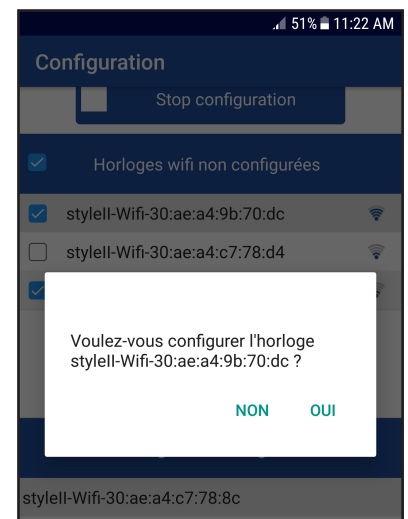 51% 11:22 AM
Configuration
Stop configuration
Horloges wifi non configurées
styleII-Wifi-30:ae:a4:9b:70:dc
styleII-Wifi-30:ae:a4:c7:78:d4
Voulez-vous configurer l'horloge
styleII-Wifi-30:ae:a4:9b:70:dc ?
NON OUI
styleII-Wifi-30:ae:a4:c7:78:8c